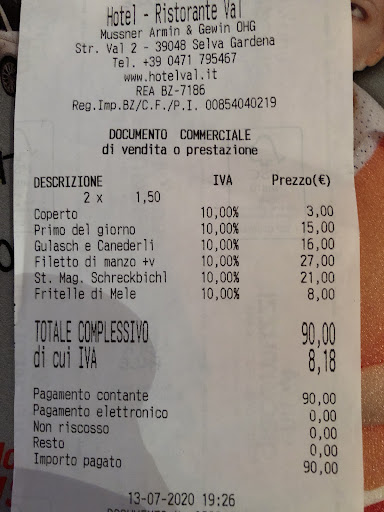 Hotel - Ristorante Val
Mussner Armin & Gewin OHG
Str. Val 2 - 39048 Selva Gardena
Tel. +39 0471 795467
www.hotelval.it
REA BZ-7186
Reg.Imp.BZ/C.F./P.I. 00854040219
DOCUMENTO COMMERCIALE
di vendita o prestazione
DESCRIZIONE IVA Prezzo(€)
2 x 1,50
Coperto 10,00% 3,00
Primo del giorno 10,00% 15,00
Gulasch e Canederli 10,00% 16,00
Filetto di manzo +v 10,00% 27,00
St. Mag. Schreckbichl 10,00% 21,00
Fritelle di Mele 10,00% 8,00
TOTALE COMPLESSIVO 90,00
di cui IVA 8,18
Pagamento contante 90,00
Pagamento elettronico 0,00
Non riscosso 0,00
Resto 0,00
Importo pagato 90,00
13-07-2020 19:26